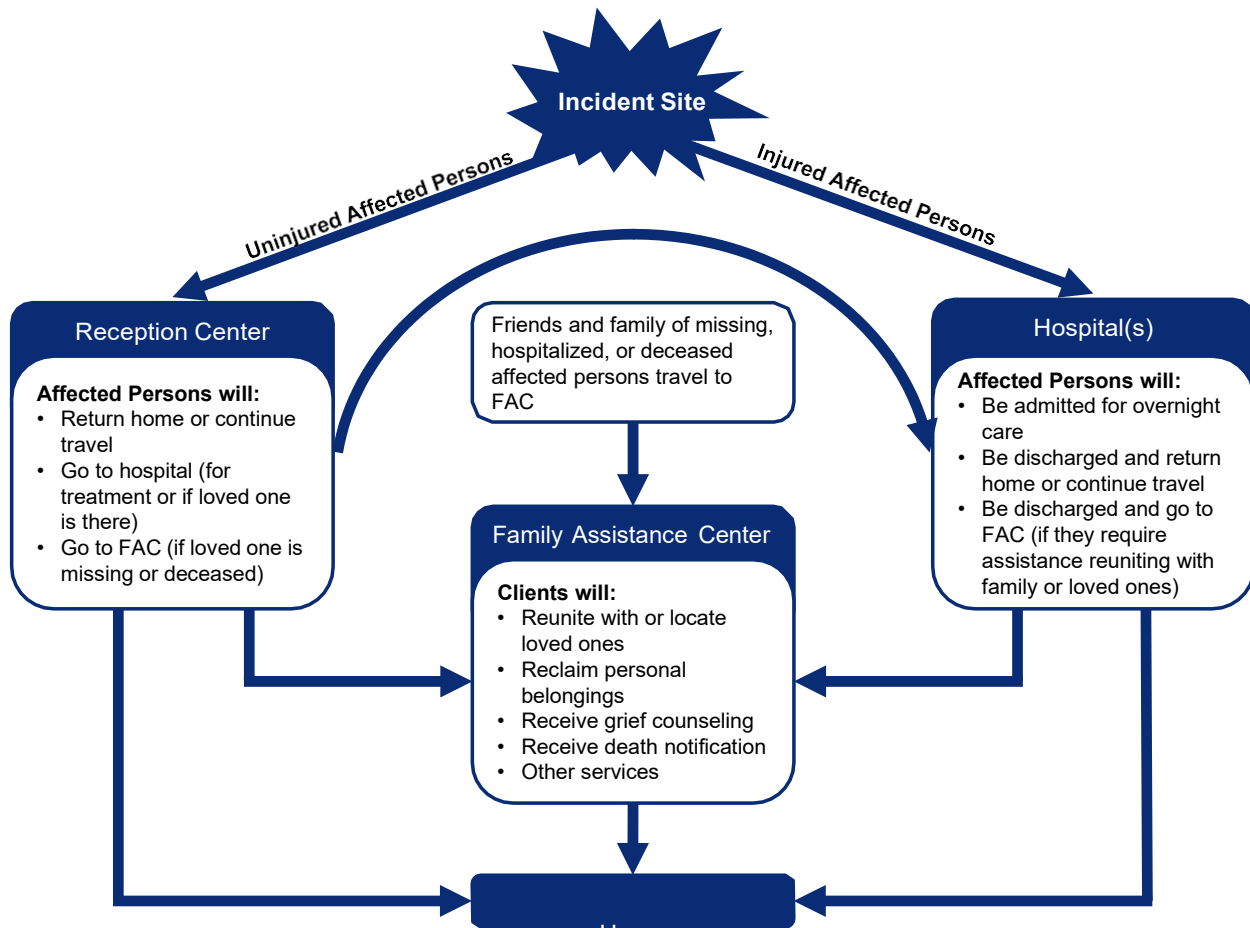 Incident Site
Uninjured Affected Persons
Injured Affected Persons
Reception Center
Affected Persons will:
• Return home or continue
travel
• Go to hospital (for
treatment or if loved one
is there)
• Go to FAC (if loved one is
missing or deceased)
Friends and family of missing,
hospitalized, or deceased
affected persons travel to
FAC
Hospital(s)
Affected Persons will:
• Be admitted for overnight
care
• Be discharged and return
home or continue travel
• Be discharged and go to
FAC (if they require
assistance reuniting with
family or loved ones)
Family Assistance Center
Clients will:
• Reunite with or locate
loved ones
• Reclaim personal
belongings
• Receive grief counseling
• Receive death notification
• Other services